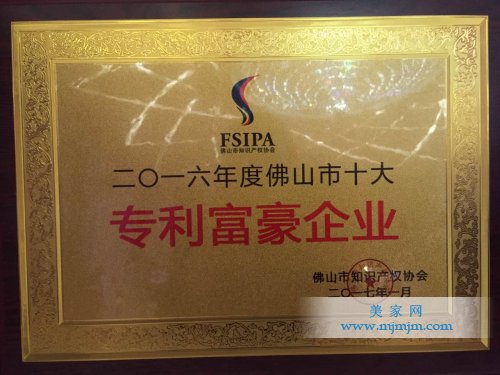 FSIPA
佛山市知识产权协会
二〇一六年度佛山市十大
专利富豪企业
佛山市知识产权协会
二〇一七年一月
美家网
www.mjmjm.com